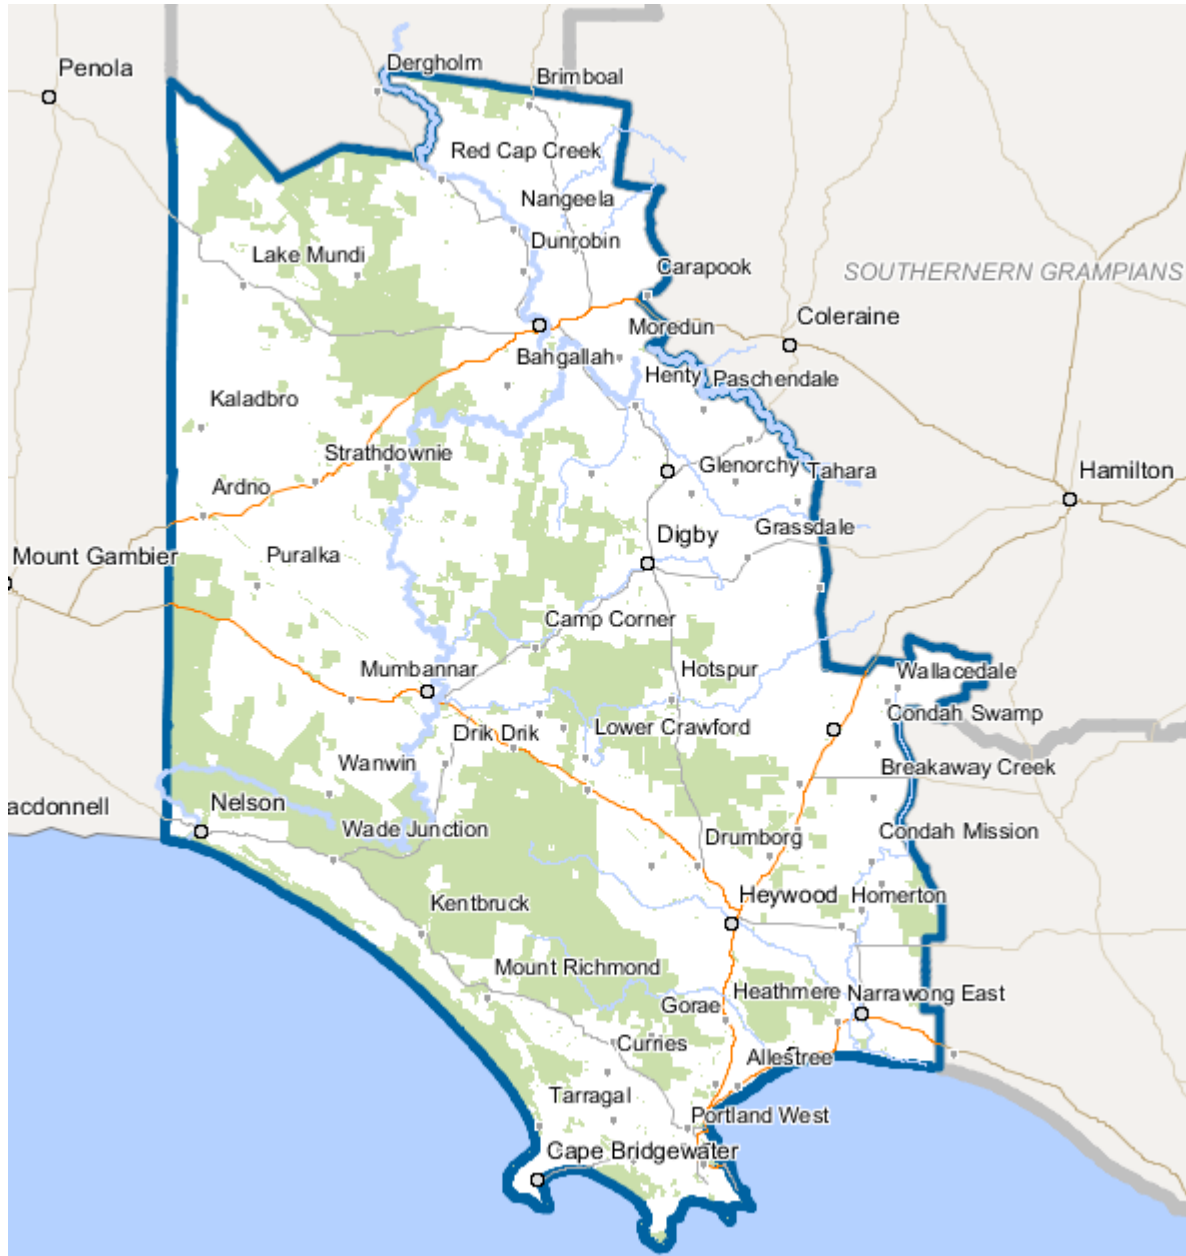 Dergholm
Penola
Brimboal
Red Cap Creek
Nangeela
Dunrobin
Lake Mundi
Carapook
SOUTHERNERN GRAMPIANS
Coleraine
Moredun
Bahgallah
Henty
Paschendale
Kaladbro
Strathdownie
Glenorchy
Tahara
Hamilton
Ardno
Grassdale
Digby
Mount Gambier
Puralka
Camp Corner
Mumbannar
Hotspur
Wallacedale
Condah Swamp
Drik Drik
Lower Crawford
Wanwin
Breakaway Creek
acdonnell
Nelson
Wade Junction
Drumborg
Condah Mission
Kentbruck
Heywood
Homerton
Mount Richmond
Heathmere
Narrawong East
Gorae
Curries
Allestree
Tarragal
Portland West
Cape Bridgewater